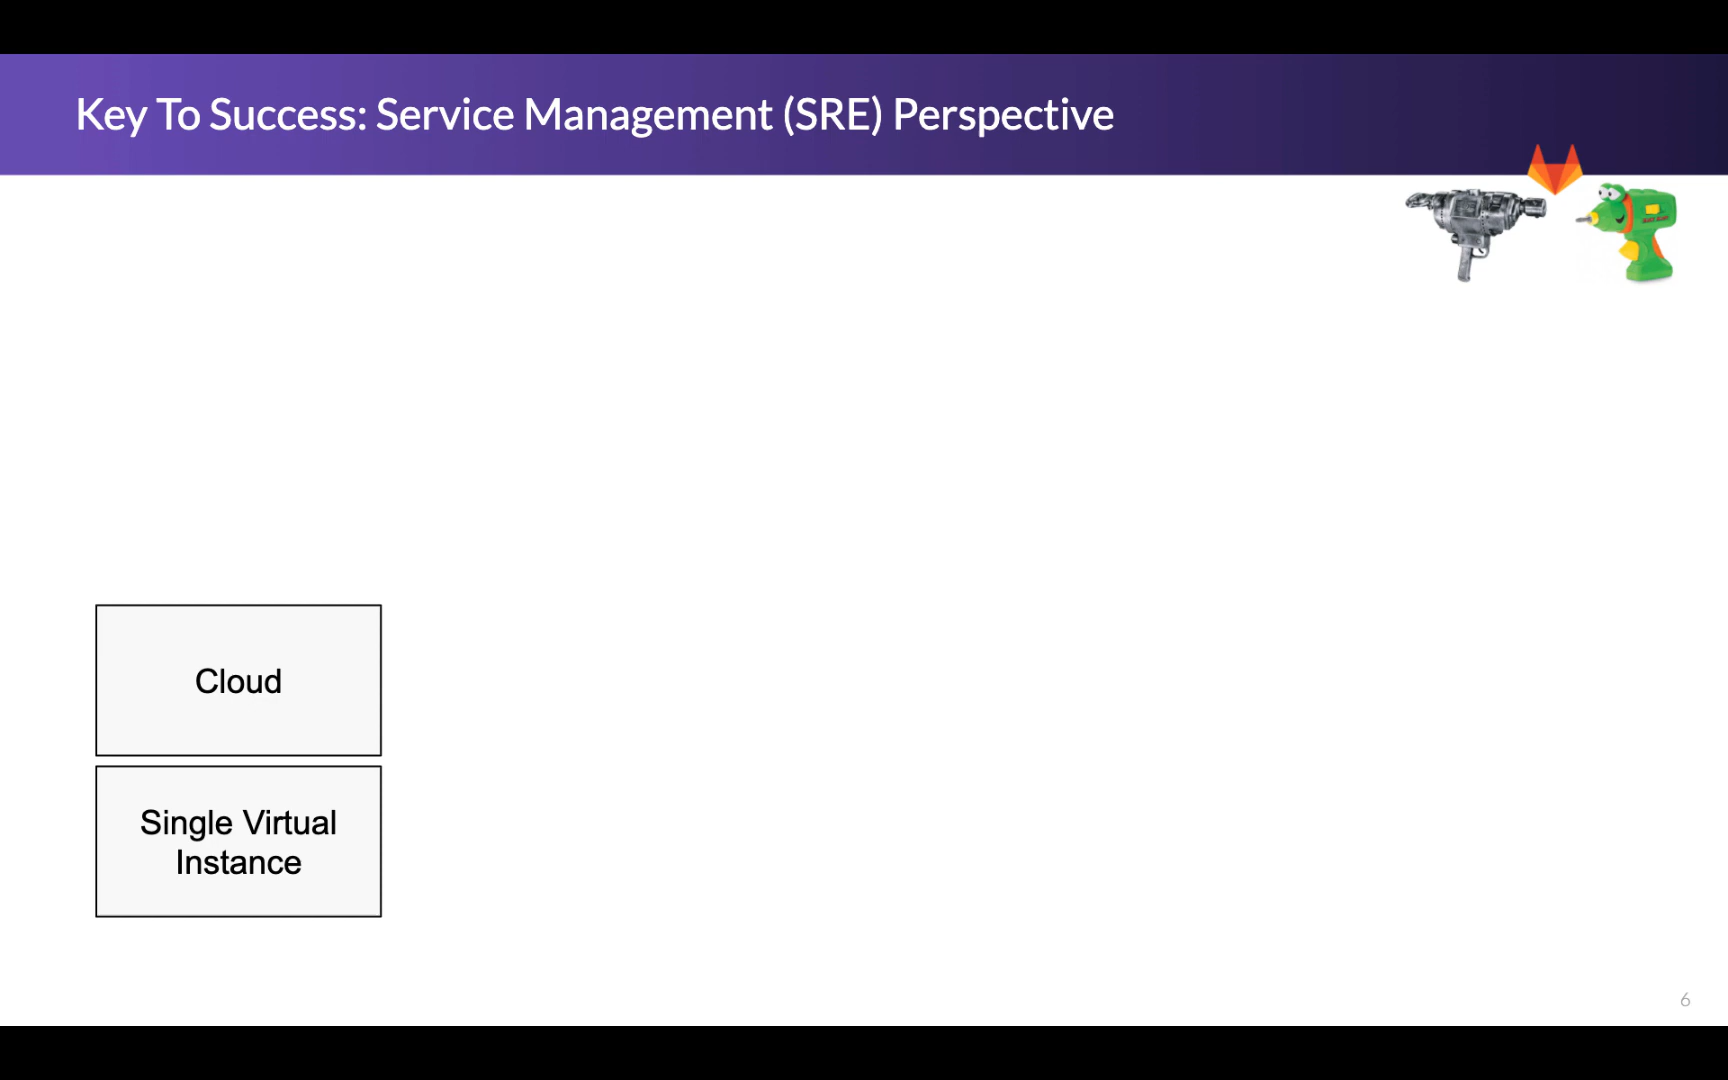 Key To Success: Service Management (SRE) Perspective
Cloud
Single Virtual
Instance
6